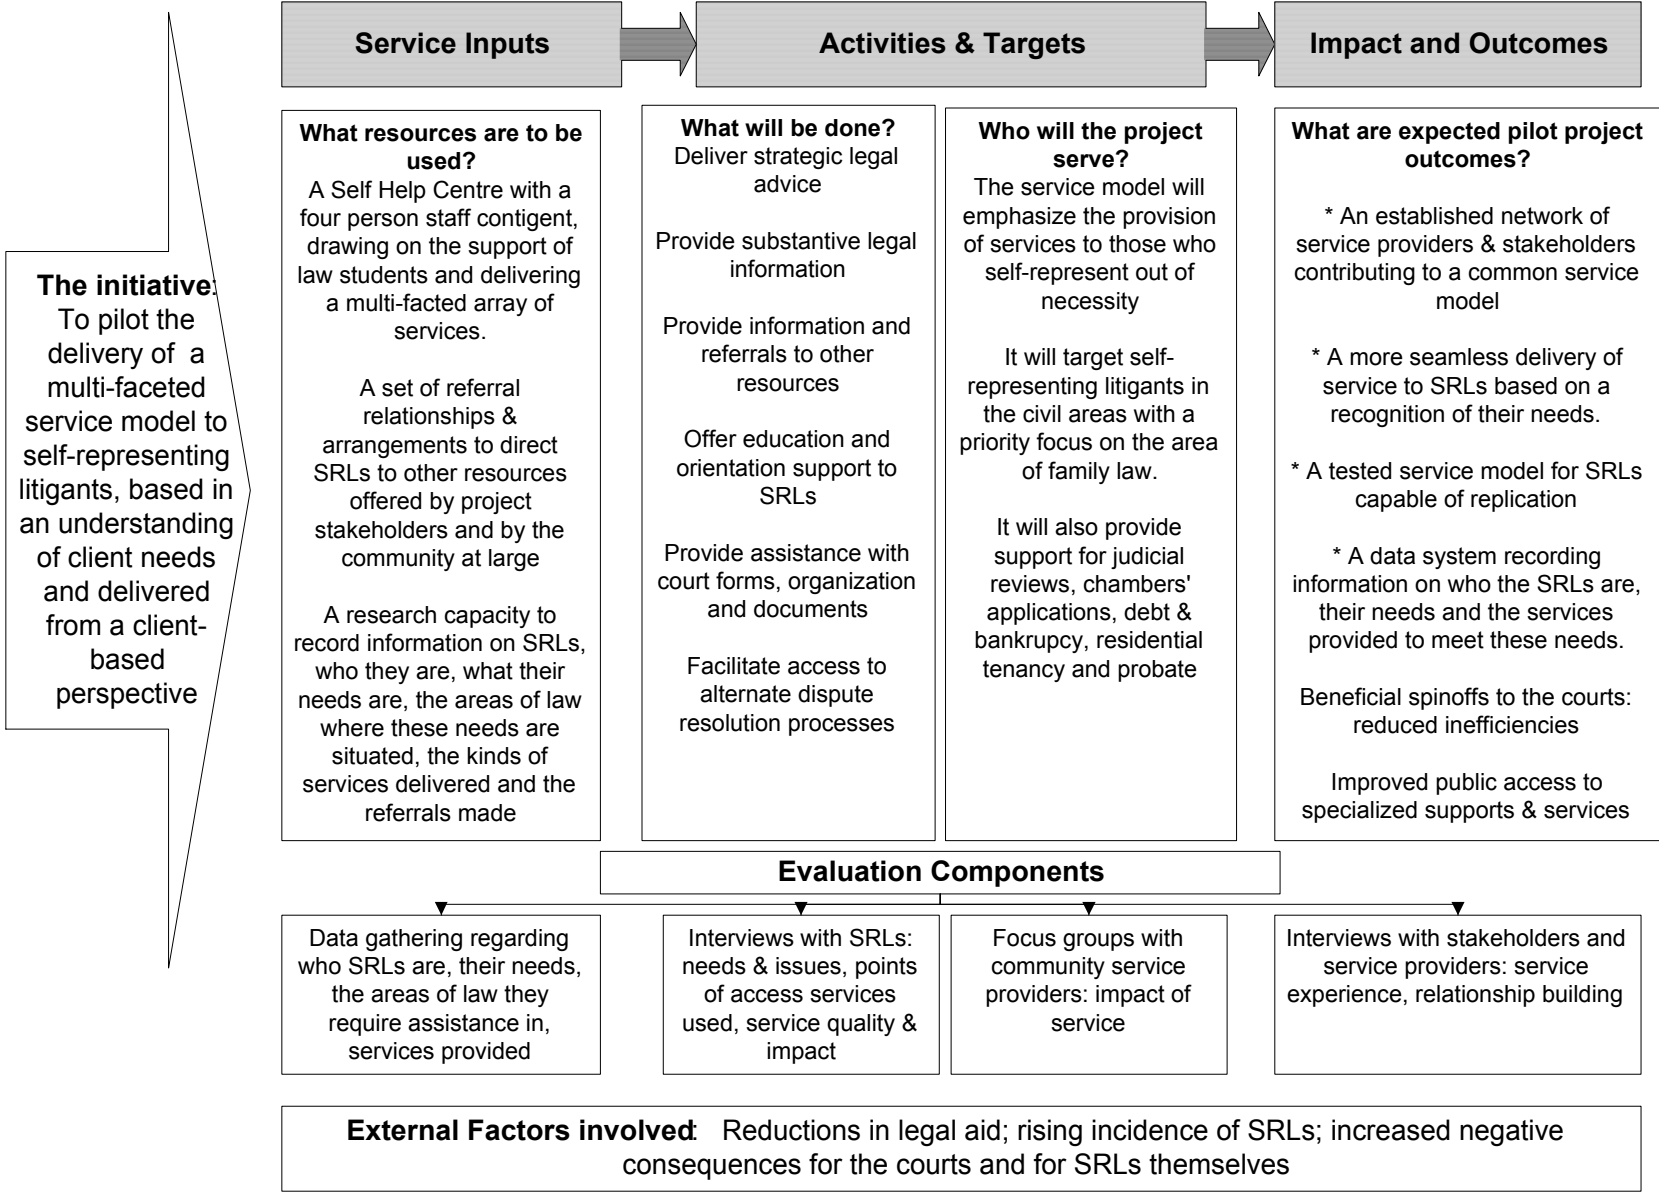 Service Inputs
Activities & Targets
Impact and Outcomes
The initiative:
To pilot the
delivery of a
multi-faceted
service model to
self-representing
litigants, based in
an understanding
of client needs
and delivered
from a client-
based
perspective
What resources are to be
used?
A Self Help Centre with a
four person staff contigent,
drawing on the support of
law students and delivering
a multi-facted array of
services.
A set of referral
relationships &
arrangements to direct
SRLs to other resources
offered by project
stakeholders and by the
community at large
A research capacity to
record information on SRLs,
who they are, what their
needs are, the areas of law
where these needs are
situated, the kinds of
services delivered and the
referrals made
What will be done?
Deliver strategic legal
advice
Provide substantive legal
information
Provide information and
referrals to other
resources
Offer education and
orientation support to
SRLs
Provide assistance with
court forms, organization
and documents
Facilitate access to
alternate dispute
resolution processes
Who will the project
serve?
The service model will
emphasize the provision
of services to those who
self-represent out of
necessity
It will target self-
representing litigants in
the civil areas with a
priority focus on the area
of family law.
It will also provide
support for judicial
reviews, chambers'
applications, debt &
bankrupcy, residential
tenancy and probate
What are expected pilot project
outcomes?
* An established network of
service providers & stakeholders
contributing to a common service
model
* A more seamless delivery of
service to SRLs based on a
recognition of their needs.
* A tested service model for SRLs
capable of replication
* A data system recording
information on who the SRLs are,
their needs and the services
provided to meet these needs.
Beneficial spinoffs to the courts:
reduced inefficiencies
Improved public access to
specialized supports & services
Evaluation Components
Data gathering regarding
who SRLs are, their needs,
the areas of law they
require assistance in,
services provided
Interviews with SRLs:
needs & issues, points
of access services
used, service quality &
impact
Focus groups with
community service
providers: impact of
service
Interviews with stakeholders and
service providers: service
experience, relationship building
External Factors involved: Reductions in legal aid; rising incidence of SRLs; increased negative
consequences for the courts and for SRLs themselves